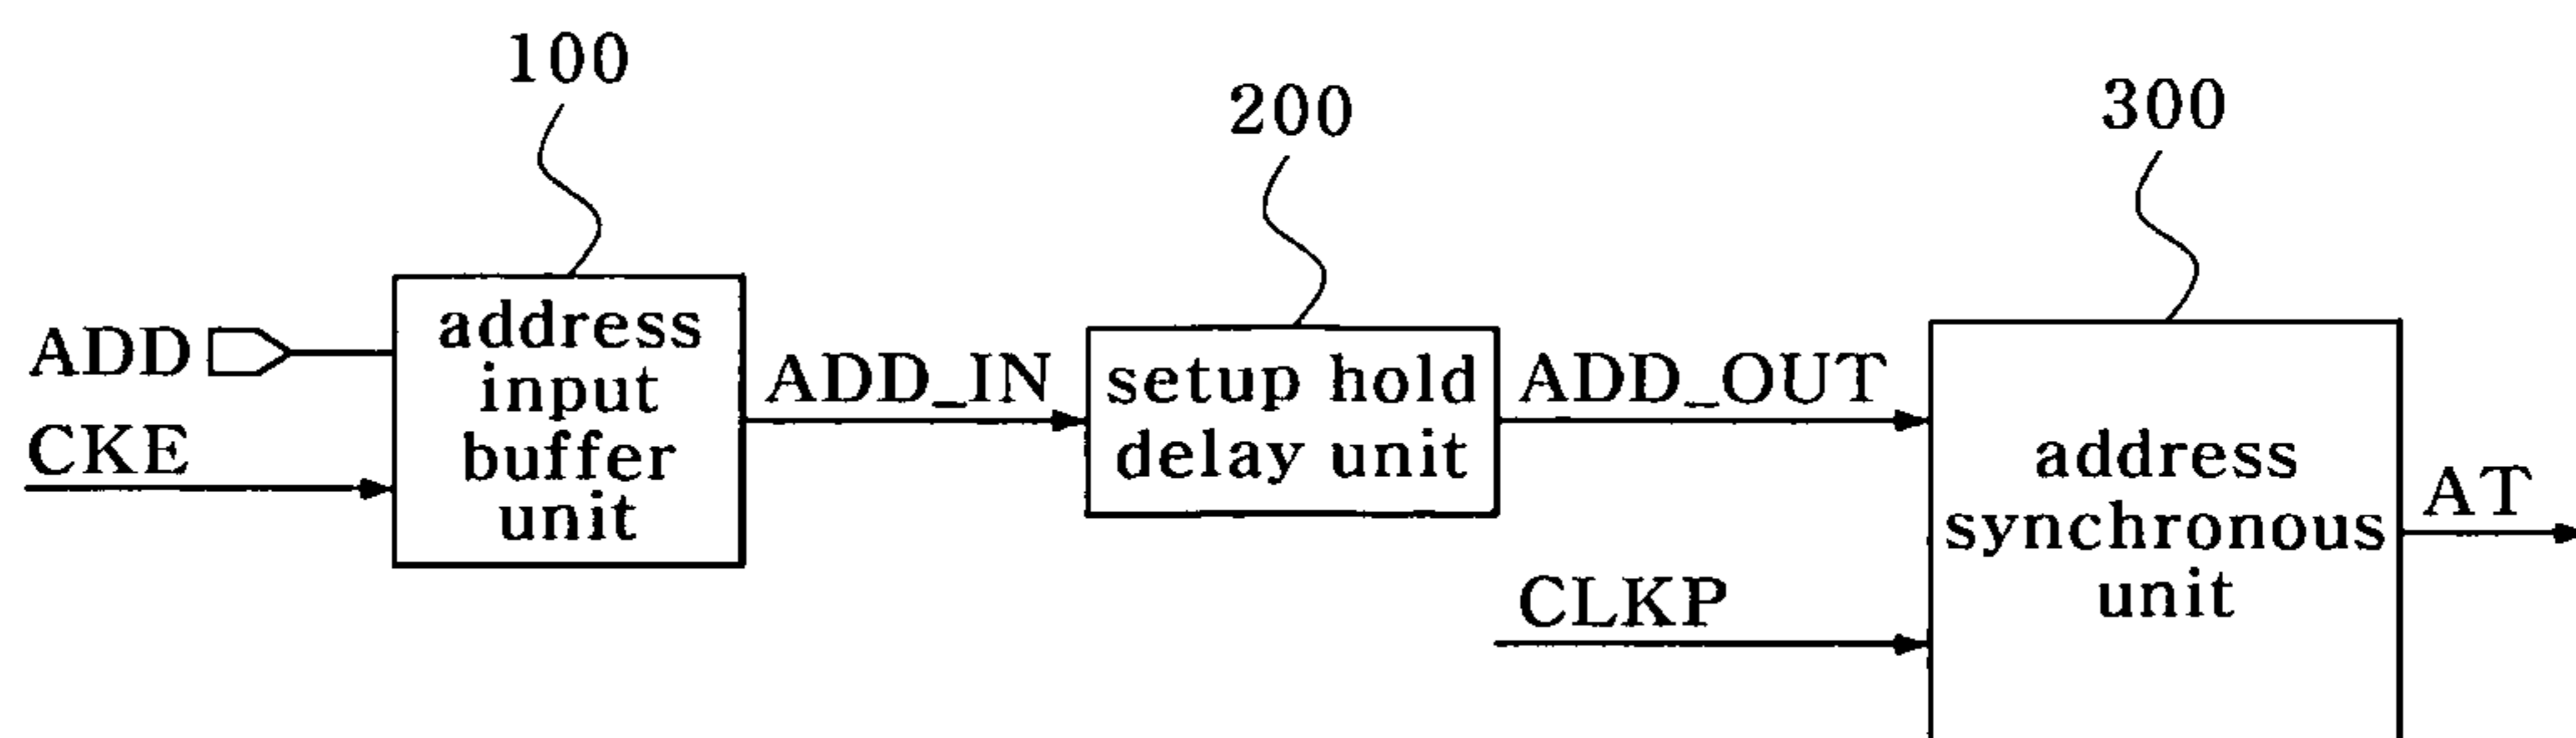 100
200
300
ADD
CKE
address
input
buffer
unit
ADD_IN
setup hold
delay unit
ADD_OUT
CLKP
address
synchronous
unit
AT